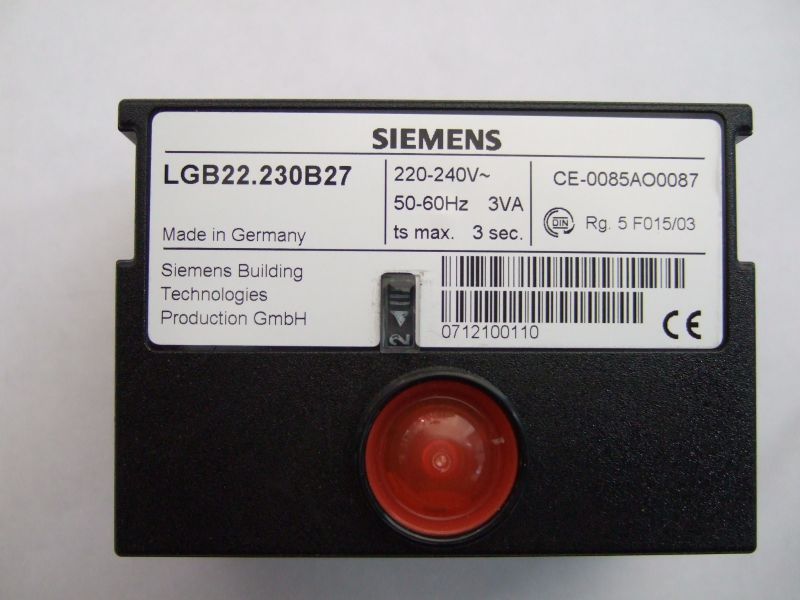 SIEMENS
LGB22.230B27
Made in Germany
220-240V~
50-60Hz 3VA
ts max. 3 sec.
CE-0085AO0087
DIN Rg. 5 F015/03
Siemens Building
Technologies
Production GmbH
2
0712100110
CE